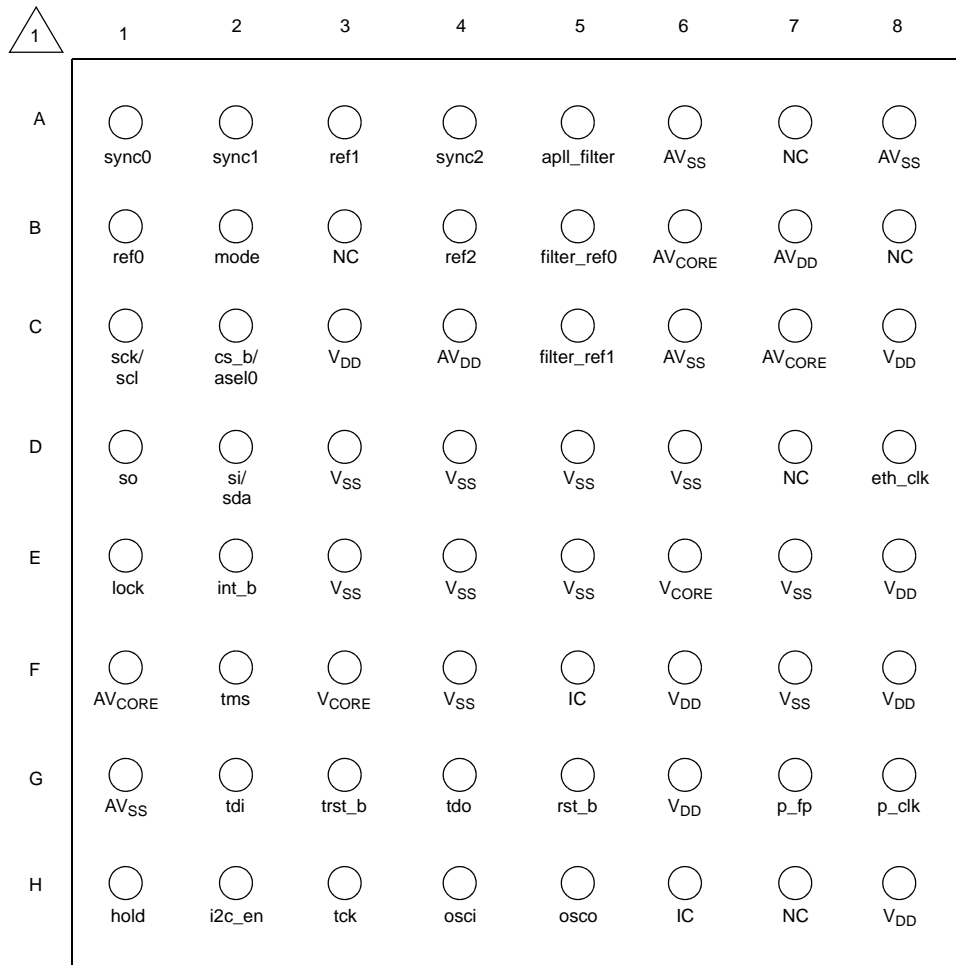 1 1 2 3 4 5 6 7 8
A
sync0 sync1 ref1 sync2 apll_filter AVSS NC AVSS
B
ref0 mode NC ref2 filter_ref0 AVCORE AVDD NC
C
sck/ cs_b/ VDD AVDD filter_ref1 AVSS AVCORE VDD
scl asel0
D
so si/ VSS VSS VSS VSS NC eth_clk
sda
E
lock int_b VSS VSS VSS VCORE VSS VDD
F
AVCORE tms VCORE VSS IC VDD VSS VDD
G
AVSS tdi trst_b tdo rst_b VDD p_fp p_clk
H
hold i2c_en tck osci osco IC NC VDD